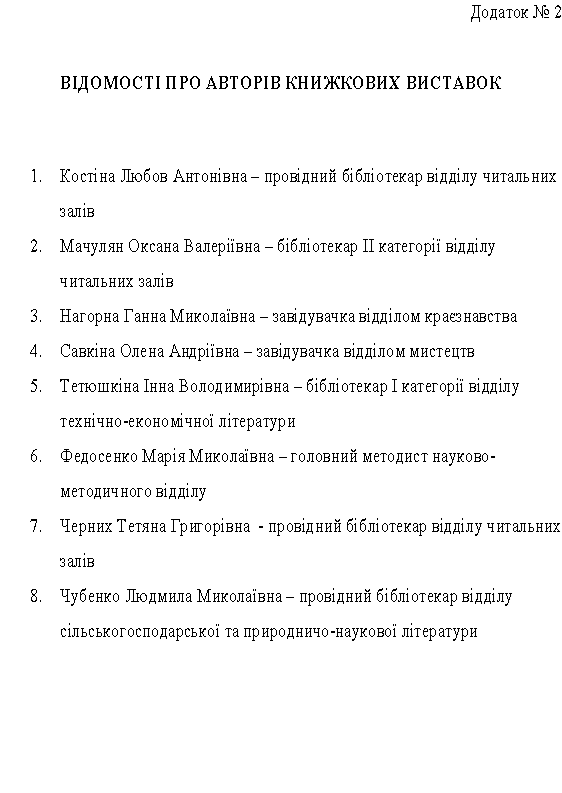 Додаток № 2
ВІДОМОСТІ ПРО АВТОРІВ КНИЖКОВИХ ВИСТАВОК
1. Костіна Любов Антонівна – провідний бібліотекар відділу читальних
залів
2. Мачулян Оксана Валеріївна – бібліотекар ІІ категорії відділу
читальних залів
3. Нагорна Ганна Миколаївна – завідувачка відділом краєзнавства
4. Савкіна Олена Андріївна – завідувачка відділом мистецтв
5. Тетюшкіна Інна Володимирівна – бібліотекар І категорії відділу
технічно-економічної літератури
6. Федосенко Марія Миколаївна – головний методист науково-
методичного відділу
7. Черних Тетяна Григорівна - провідний бібліотекар відділу читальних
залів
8. Чубенко Людмила Миколаївна – провідний бібліотекар відділу
сільськогосподарської та природничо-наукової літератури